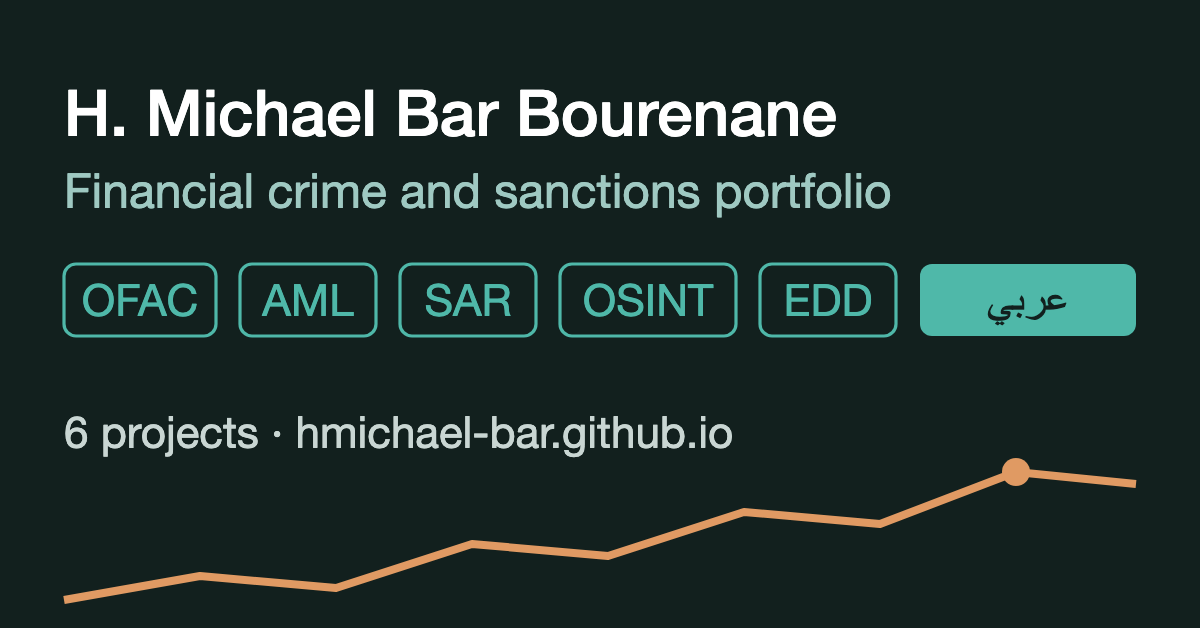 H. Michael Bar Bourenane
Financial crime and sanctions portfolio
OFAC AML SAR OSINT EDD عربي
6 projects · hmichael-bar.github.io